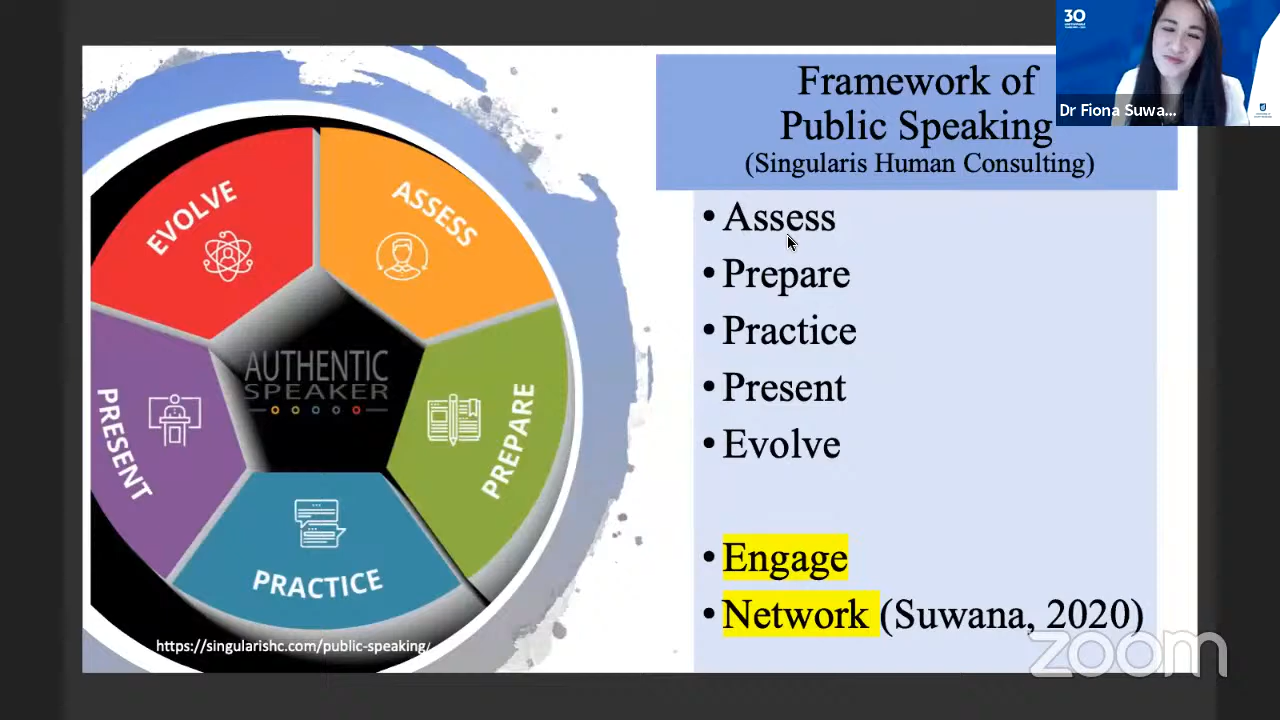 EVOLVE
ASSESS
PREPARE
PRACTICE
PRESENT
AUTHENTIC
SPEAKER
https://singularishc.com/public-speaking/
Framework of
Public Speaking
(Singularis Human Consulting)
• Assess
• Prepare
• Practice
• Present
• Evolve
• Engage
• Network (Suwana, 2020)
30
Dr Fiona Suwa...
zoom